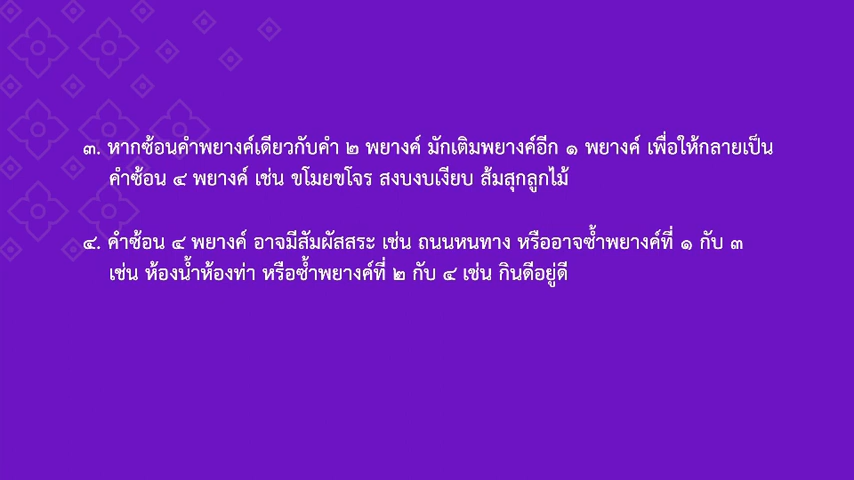 ๓. หากซ้อนคำพยางค์เดียวกับคำ ๒ พยางค์ มักเติมพยางค์อีก ๑ พยางค์ เพื่อให้กลายเป็น
คำซ้อน ๔ พยางค์ เช่น ขโมยขโจร สงบงบเงียบ ส้มสุกลูกไม้
๔. คำซ้อน ๔ พยางค์ อาจมีสัมผัสสระ เช่น ถนนหนทาง หรืออาจซ้ำพยางค์ที่ ๑ กับ ๓
เช่น ห้องน้ำห้องท่า หรือซ้ำพยางค์ที่ ๒ กับ ๔ เช่น กินดีอยู่ดี